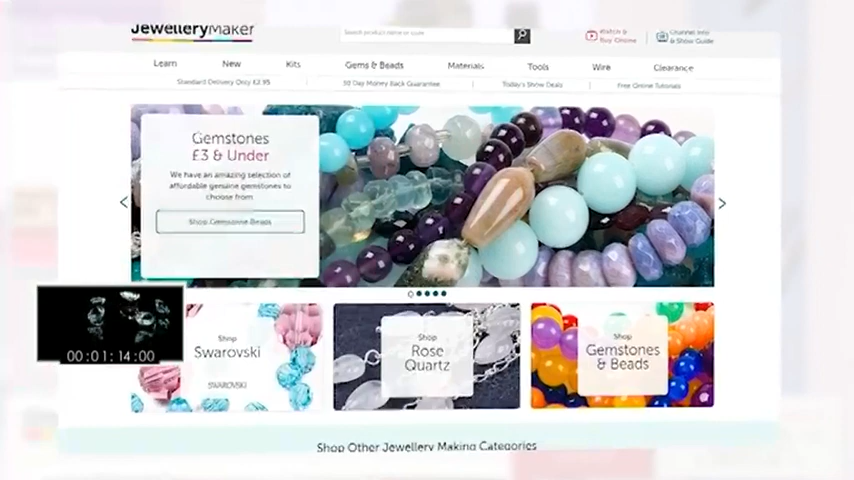 JewelleryMaker
Search product name or store
Watch &
Buy Online
Channel Info
& Show Guide
Learn
New
Kits
Gems & Beads
Materials
Tools
Wire
Clearance
Standard Delivery Only £2.95
30 Day Money Back Guarantee
Today's Show Deals
Free Online Tutorials
Gemstones
£3 & Under
We have an amazing selection of
affordable genuine gemstones to
choose from
Shop Gemstone Beads
00:01:14:00
Shop
Swarovski
SWAROVSKI
Shop
Rose
Quartz
Shop
Gemstones
& Beads
Shop Other Jewellery Making Categories